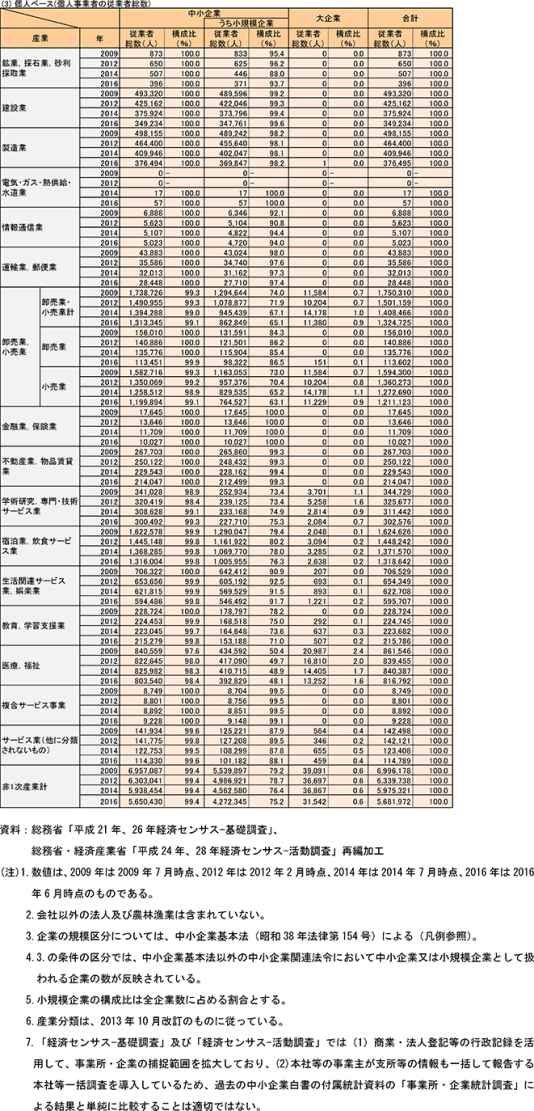 (3) 個人ベース(個人事業者の従業者総数)
産業 年 中小企業 うち小規模企業 大企業 合計
従業者総数(人) 構成比(%) 従業者総数(人) 構成比(%) 従業者総数(人) 構成比(%) 従業者総数(人) 構成比(%)
鉱業,採石業,砂利採取業
2009 873 100.0 833 95.4 0 0.0 873 100.0
2012 650 100.0 625 96.2 0 0.0 650 100.0
2014 507 100.0 446 88.0 0 0.0 507 100.0
2016 396 100.0 371 93.7 0 0.0 396 100.0
建設業
2009 493,320 100.0 489,596 99.2 0 0.0 493,320 100.0
2012 425,162 100.0 422,046 99.3 0 0.0 425,162 100.0
2014 375,924 100.0 373,796 99.4 0 0.0 375,924 100.0
2016 349,234 100.0 347,761 99.6 0 0.0 349,234 100.0
製造業
2009 498,155 100.0 489,242 98.2 0 0.0 498,155 100.0
2012 464,400 100.0 455,640 98.1 0 0.0 464,400 100.0
2014 409,946 100.0 402,047 98.1 0 0.0 409,946 100.0
2016 376,494 100.0 369,847 98.2 1 0.0 376,495 100.0
電気・ガス・熱供給・水道業
2009 0 - 0 - 0 - 0 -
2012 0 - 0 - 0 - 0 -
2014 17 100.0 17 100.0 0 0.0 17 100.0
2016 57 100.0 57 100.0 0 0.0 57 100.0
情報通信業
2009 6,888 100.0 6,346 92.1 0 0.0 6,888 100.0
2012 5,623 100.0 5,104 90.8 0 0.0 5,623 100.0
2014 5,107 100.0 4,822 94.4 0 0.0 5,107 100.0
2016 5,023 100.0 4,720 94.0 0 0.0 5,023 100.0
運輸業,郵便業
2009 43,883 100.0 43,024 98.0 0 0.0 43,883 100.0
2012 35,586 100.0 34,740 97.6 0 0.0 35,586 100.0
2014 32,013 100.0 31,162 97.3 0 0.0 32,013 100.0
2016 28,448 100.0 27,710 97.4 0 0.0 28,448 100.0
卸売業,小売業
卸売業・小売業計
2009 1,738,726 99.3 1,294,644 74.0 11,584 0.7 1,750,310 100.0
2012 1,490,955 99.3 1,078,877 71.9 10,204 0.7 1,501,159 100.0
2014 1,394,288 99.0 945,439 67.1 14,178 1.0 1,408,466 100.0
2016 1,313,345 99.1 862,849 65.1 11,380 0.9 1,324,725 100.0
卸売業
2009 156,010 100.0 131,591 84.3 0 0.0 156,010 100.0
2012 140,886 100.0 121,501 86.2 0 0.0 140,886 100.0
2014 135,776 100.0 115,904 85.4 0 0.0 135,776 100.0
2016 113,451 99.9 98,322 86.5 151 0.1 113,602 100.0
小売業
2009 1,582,716 99.3 1,163,053 73.0 11,584 0.7 1,594,300 100.0
2012 1,350,069 99.2 957,376 70.4 10,204 0.8 1,360,273 100.0
2014 1,258,512 98.9 829,535 65.2 14,178 1.1 1,272,690 100.0
2016 1,199,894 99.1 764,527 63.1 11,229 0.9 1,211,123 100.0
金融業,保険業
2009 17,645 100.0 17,645 100.0 0 0.0 17,645 100.0
2012 13,646 100.0 13,646 100.0 0 0.0 13,646 100.0
2014 11,709 100.0 11,709 100.0 0 0.0 11,709 100.0
2016 10,027 100.0 10,027 100.0 0 0.0 10,027 100.0
不動産業,物品賃貸業
2009 267,703 100.0 265,860 99.3 0 0.0 267,703 100.0
2012 250,122 100.0 248,432 99.3 0 0.0 250,122 100.0
2014 229,543 100.0 228,162 99.4 0 0.0 229,543 100.0
2016 214,047 100.0 212,499 99.3 0 0.0 214,047 100.0
学術研究,専門・技術サービス業
2009 341,028 98.9 252,934 73.4 3,701 1.1 344,729 100.0
2012 320,419 98.4 239,125 73.4 5,258 1.6 325,677 100.0
2014 308,628 99.1 233,168 74.9 2,814 0.9 311,442 100.0
2016 300,492 99.3 227,710 75.3 2,084 0.7 302,576 100.0
宿泊業,飲食サービス業
2009 1,622,578 99.9 1,290,047 79.4 2,048 0.1 1,624,626 100.0
2012 1,445,148 99.8 1,161,922 80.2 3,094 0.2 1,448,242 100.0
2014 1,368,285 99.8 1,069,770 78.0 3,285 0.2 1,371,570 100.0
2016 1,316,004 99.8 1,005,955 76.3 2,638 0.2 1,318,642 100.0
生活関連サービス業,娯楽業
2009 706,322 100.0 642,412 90.9 207 0.0 706,529 100.0
2012 653,656 99.9 605,192 92.5 693 0.1 654,349 100.0
2014 621,815 99.9 569,529 91.5 893 0.1 622,708 100.0
2016 594,486 99.8 546,492 91.7 1,221 0.2 595,707 100.0
教育,学習支援業
2009 228,724 100.0 178,797 78.2 0 0.0 228,724 100.0
2012 224,453 99.9 168,518 75.0 292 0.1 224,745 100.0
2014 223,045 99.7 164,648 73.6 637 0.3 223,682 100.0
2016 215,279 99.8 153,188 71.0 507 0.2 215,786 100.0
医療,福祉
2009 840,559 97.6 434,592 50.4 20,987 2.4 861,546 100.0
2012 822,645 98.0 417,090 49.7 16,810 2.0 839,455 100.0
2014 825,982 98.3 410,715 48.9 14,405 1.7 840,387 100.0
2016 803,540 98.4 392,829 48.1 13,252 1.6 816,792 100.0
複合サービス事業
2009 8,749 100.0 8,704 99.5 0 0.0 8,749 100.0
2012 8,801 100.0 8,756 99.5 0 0.0 8,801 100.0
2014 8,892 100.0 8,851 99.5 0 0.0 8,892 100.0
2016 9,228 100.0 9,148 99.1 0 0.0 9,228 100.0
サービス業(他に分類されないもの)
2009 141,934 99.6 125,221 87.9 564 0.4 142,498 100.0
2012 141,775 99.8 127,208 89.5 346 0.2 142,121 100.0
2014 122,753 99.5 108,299 87.8 655 0.5 123,408 100.0
2016 114,330 99.6 101,182 88.1 459 0.4 114,789 100.0
非1次産業計
2009 6,957,087 99.4 5,539,897 79.2 39,091 0.6 6,996,178 100.0
2012 6,303,041 99.4 4,986,921 78.7 36,697 0.6 6,339,738 100.0
2014 5,938,454 99.4 4,562,580 76.4 36,867 0.6 5,975,321 100.0
2016 5,650,430 99.4 4,272,345 75.2 31,542 0.6 5,681,972 100.0
資料:総務省「平成21年、26年経済センサス-基礎調査」、
総務省・経済産業省「平成24年、28年経済センサス-活動調査」再編加工
(注)1.数値は、2009年は2009年7月時点、2012年は2012年2月時点、2014年は2014年7月時点、2016年は2016
年6月時点のものである。
2.会社以外の法人及び農林漁業は含まれていない。
3.企業の規模区分については、中小企業基本法(昭和38年法律第154号)による(凡例参照)。
4.3.の条件の区分では、中小企業基本法以外の中小企業関連法令において中小企業又は小規模企業として扱
われる企業の数が反映されている。
5.小規模企業の構成比は全企業数に占める割合とする。
6.産業分類は、2013年10月改訂のものに従っている。
7.「経済センサス-基礎調査」及び「経済センサス-活動調査」では(1)商業・法人登記等の行政記録を活
用して、事業所・企業の捕捉範囲を拡大しており、(2)本社等の事業主が支所等の情報も一括して報告する
本社等一括調査を導入しているため、過去の中小企業白書の付属統計資料の「事業所・企業統計調査」に
よる結果と単純に比較することは適切ではない。